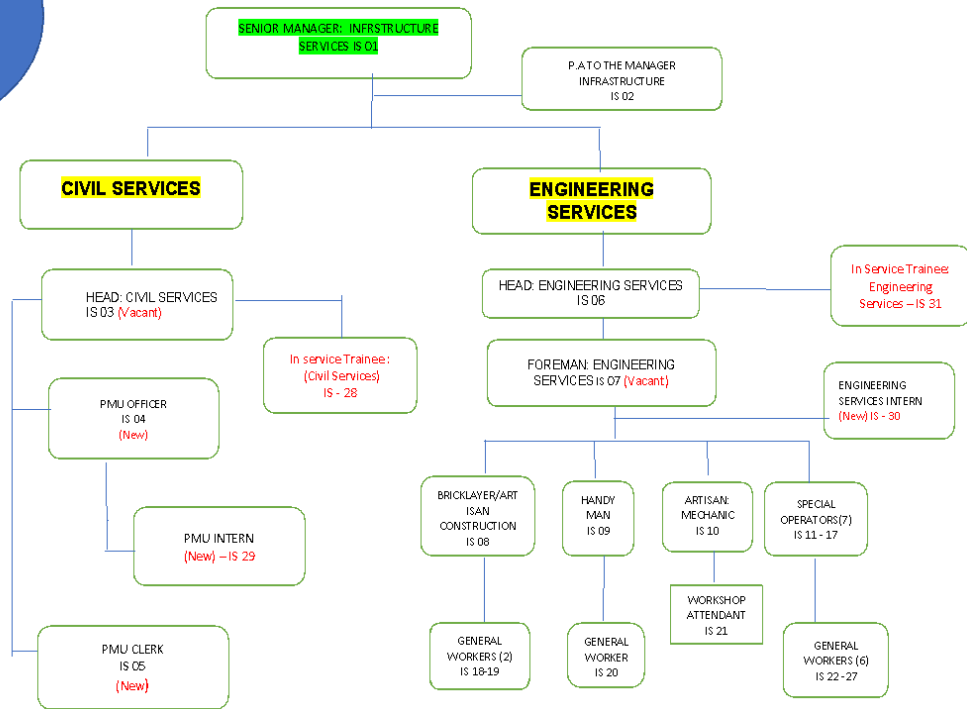 SENIOR MANAGER: INFRSTRUCTURE
SERVICES IS 01
P.A TO THE MANAGER
INFRASTRUCTURE
IS 02
CIVIL SERVICES
ENGINEERING
SERVICES
HEAD: CIVIL SERVICES
IS 03 (Vacant)
HEAD: ENGINEERING SERVICES
IS 06
In Service Trainee:
Engineering
Services – IS 31
In service Trainee :
(Civil Services)
IS - 28
FOREMAN: ENGINEERING
SERVICES IS 07 (Vacant)
ENGINEERING
SERVICES INTERN
(New) IS - 30
PMU OFFICER
IS 04
(New)
BRICKLAYER/ART
ISAN
CONSTRUCTION
IS 08
HANDY
MAN
IS 09
ARTISAN:
MECHANIC
IS 10
SPECIAL
OPERATORS(7)
IS 11 - 17
PMU INTERN
(New) – IS 29
GENERAL
WORKERS (2)
IS 18-19
GENERAL
WORKER
IS 20
WORKSHOP
ATTENDANT
IS 21
GENERAL
WORKERS (6)
IS 22 -27
PMU CLERK
IS 05
(New)